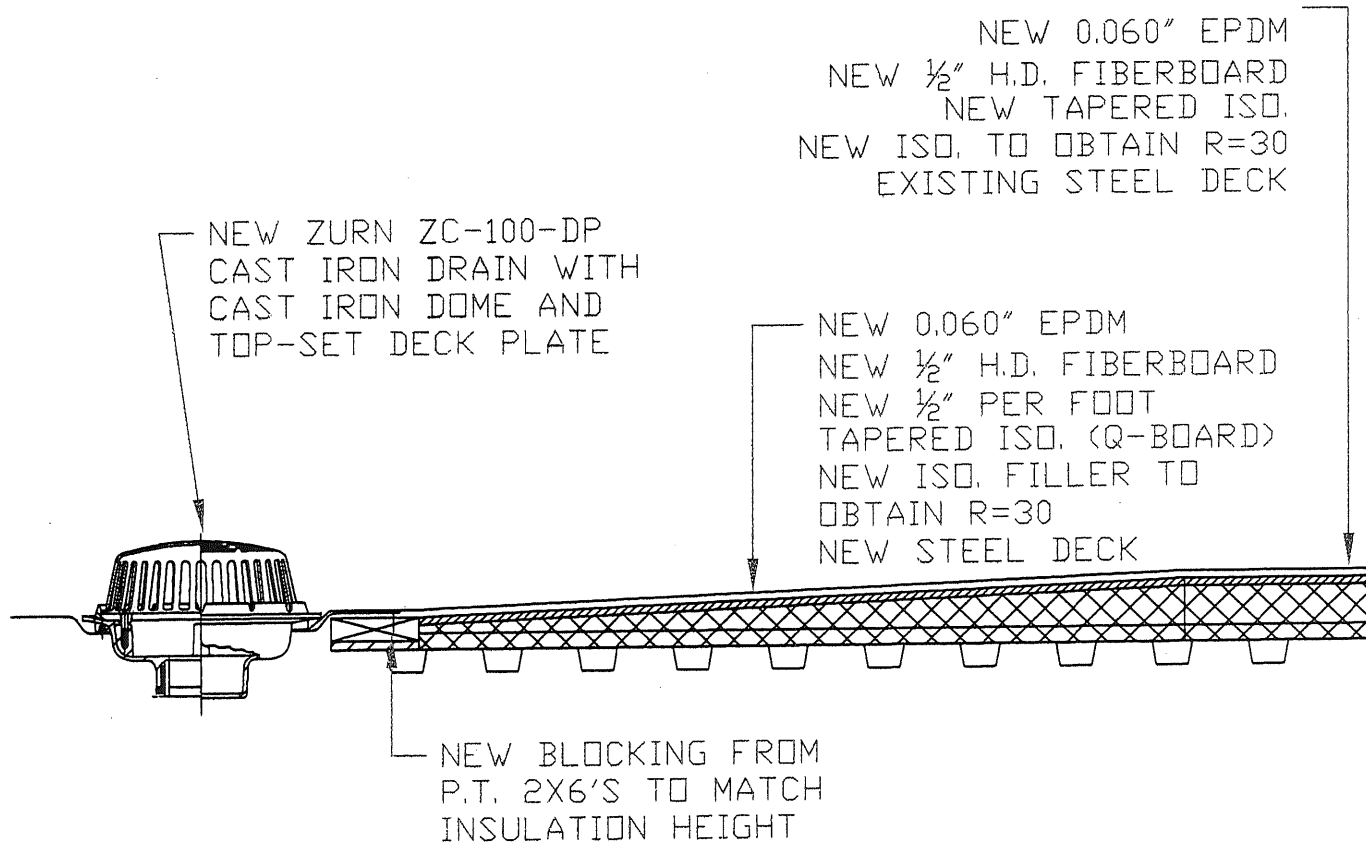 NEW 0.060" EPDM
NEW ½" H.D. FIBERBOARD
NEW TAPERED ISO.
NEW ISO. TO OBTAIN R=30
EXISTING STEEL DECK
NEW ZURN ZC-100-DP
CAST IRON DRAIN WITH
CAST IRON DOME AND
TOP-SET DECK PLATE
NEW 0.060" EPDM
NEW ½" H.D. FIBERBOARD
NEW ½" PER FOOT
TAPERED ISO. (Q-BOARD)
NEW ISO. FILLER TO
OBTAIN R=30
NEW STEEL DECK
NEW BLOCKING FROM
P.T. 2X6'S TO MATCH
INSULATION HEIGHT